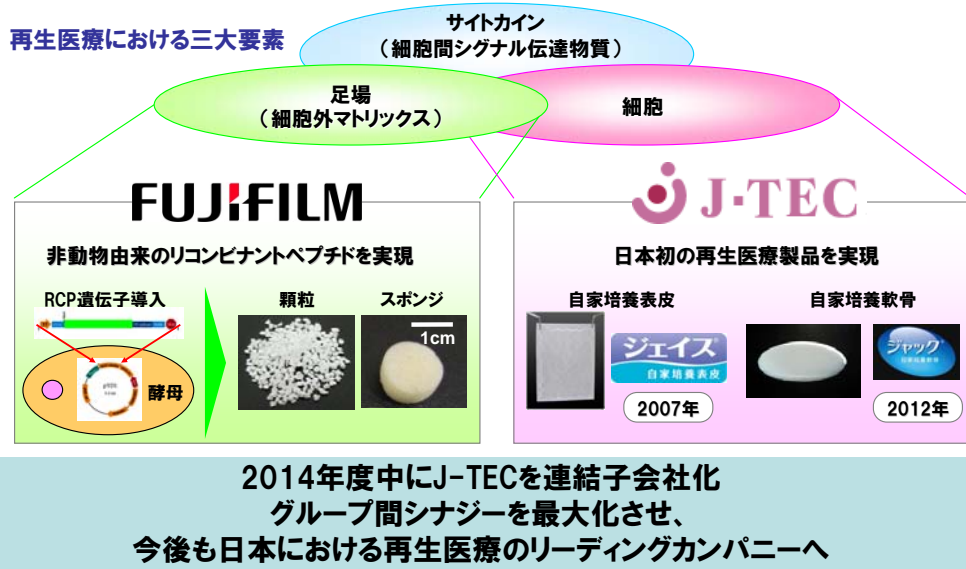 再生医療における三大要素
サイトカイン
（細胞間シグナル伝達物質）
足場
（細胞外マトリックス）
細胞
FUJIFILM
非動物由来のリコンビナントペプチドを実現
RCP遺伝子導入
酵母
顆粒
スポンジ
1cm
J-TEC
日本初の再生医療製品を実現
自家培養表皮
ジェイス
自家培養表皮
2007年
自家培養軟骨
ジャック
自家培養軟骨
2012年
2014年度中にJ-TECを連結子会社化
グループ間シナジーを最大化させ、
今後も日本における再生医療のリーディングカンパニーへ